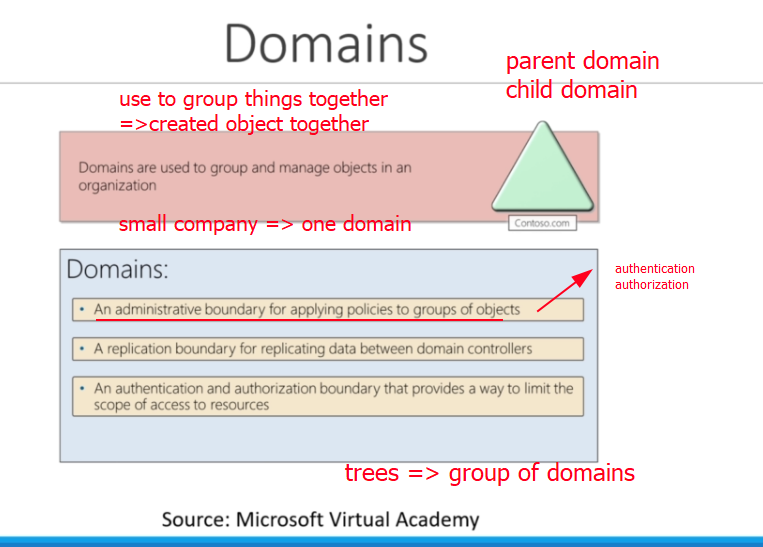 Domains
parent domain
child domain
use to group things together
=>created object together
Domains are used to group and manage objects in an
organization
Contoso.com
small company => one domain
Domains:
authentication
authorization
• An administrative boundary for applying policies to groups of objects
• A replication boundary for replicating data between domain controllers
• An authentication and authorization boundary that provides a way to limit the
scope of access to resources
trees => group of domains
Source: Microsoft Virtual Academy